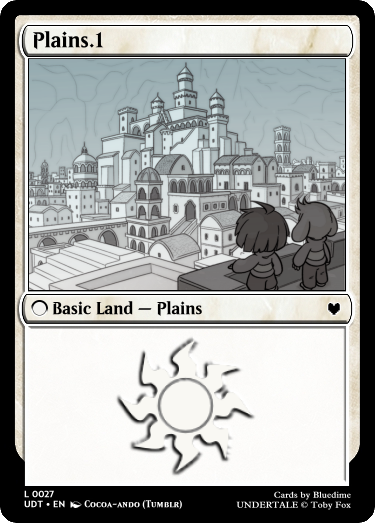 Plains.1
Basic Land — Plains
L 0027
Cards by Bluedime
UDT • EN Cocoa-ando (Tumblr)
UNDERTALE © Toby Fox